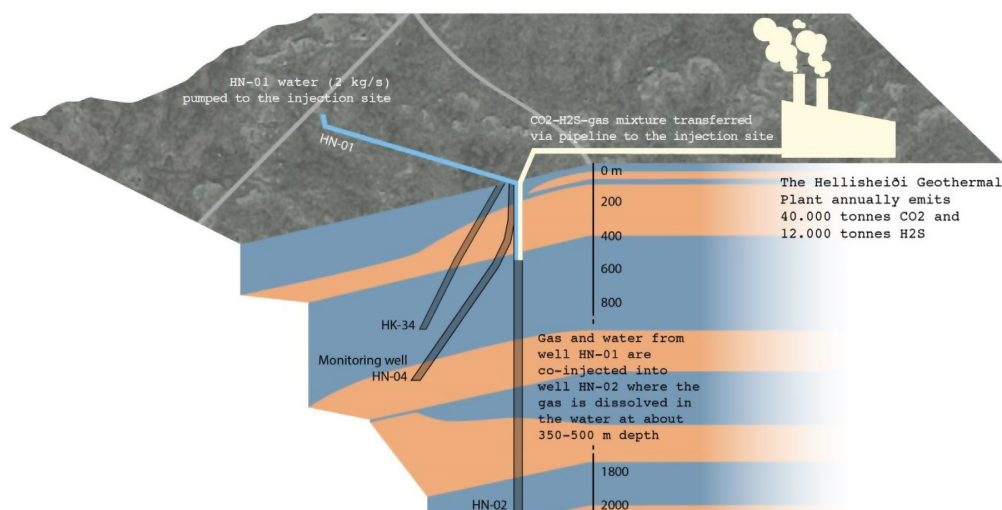 HN-01 water (2 kg/s)
pumped to the injection site
HN-01
CO2-H2S-gas mixture transferred
via pipeline to the injection site
The Hellisheiði Geothermal
Plant annually emits
40.000 tonnes CO2 and
12.000 tonnes H2S
0 m
200
400
600
800
HK-34
Monitoring well
HN-04
Gas and water from
well HN-01 are
co-injected into
well HN-02 where the
gas is dissolved in
the water at about
350-500 m depth
1800
2000
HN-02